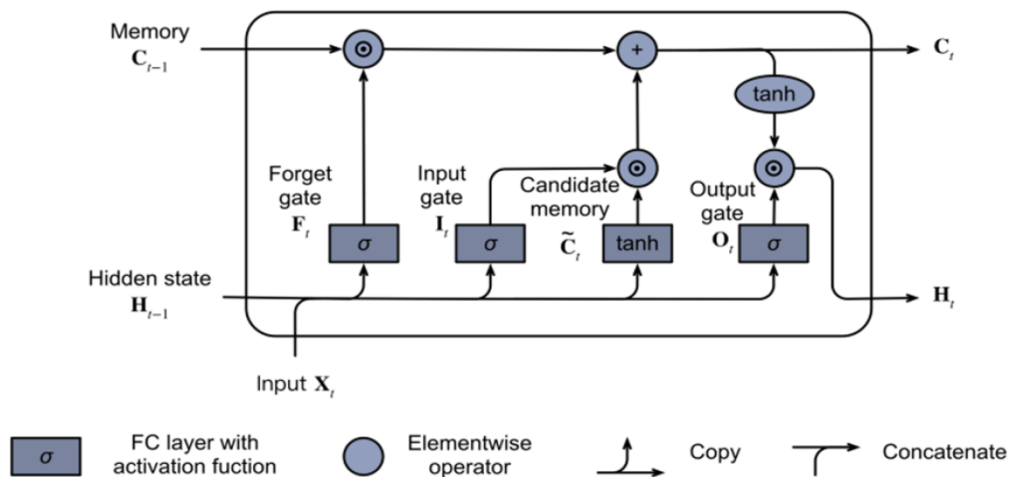 Memory
C_{t-1}
C_t
tanh
Forget
gate
F_t
Input
gate
I_t
Candidate
memory
C̃_t
Output
gate
O_t
σ
σ
tanh
σ
Hidden state
H_{t-1}
H_t
Input X_t
σ
FC layer with
activation fuction
Elementwise
operator
Copy
Concatenate